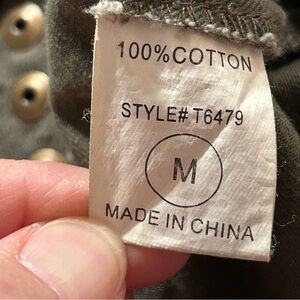 100%COTTON
STYLE# T6479
M
MADE IN CHINA